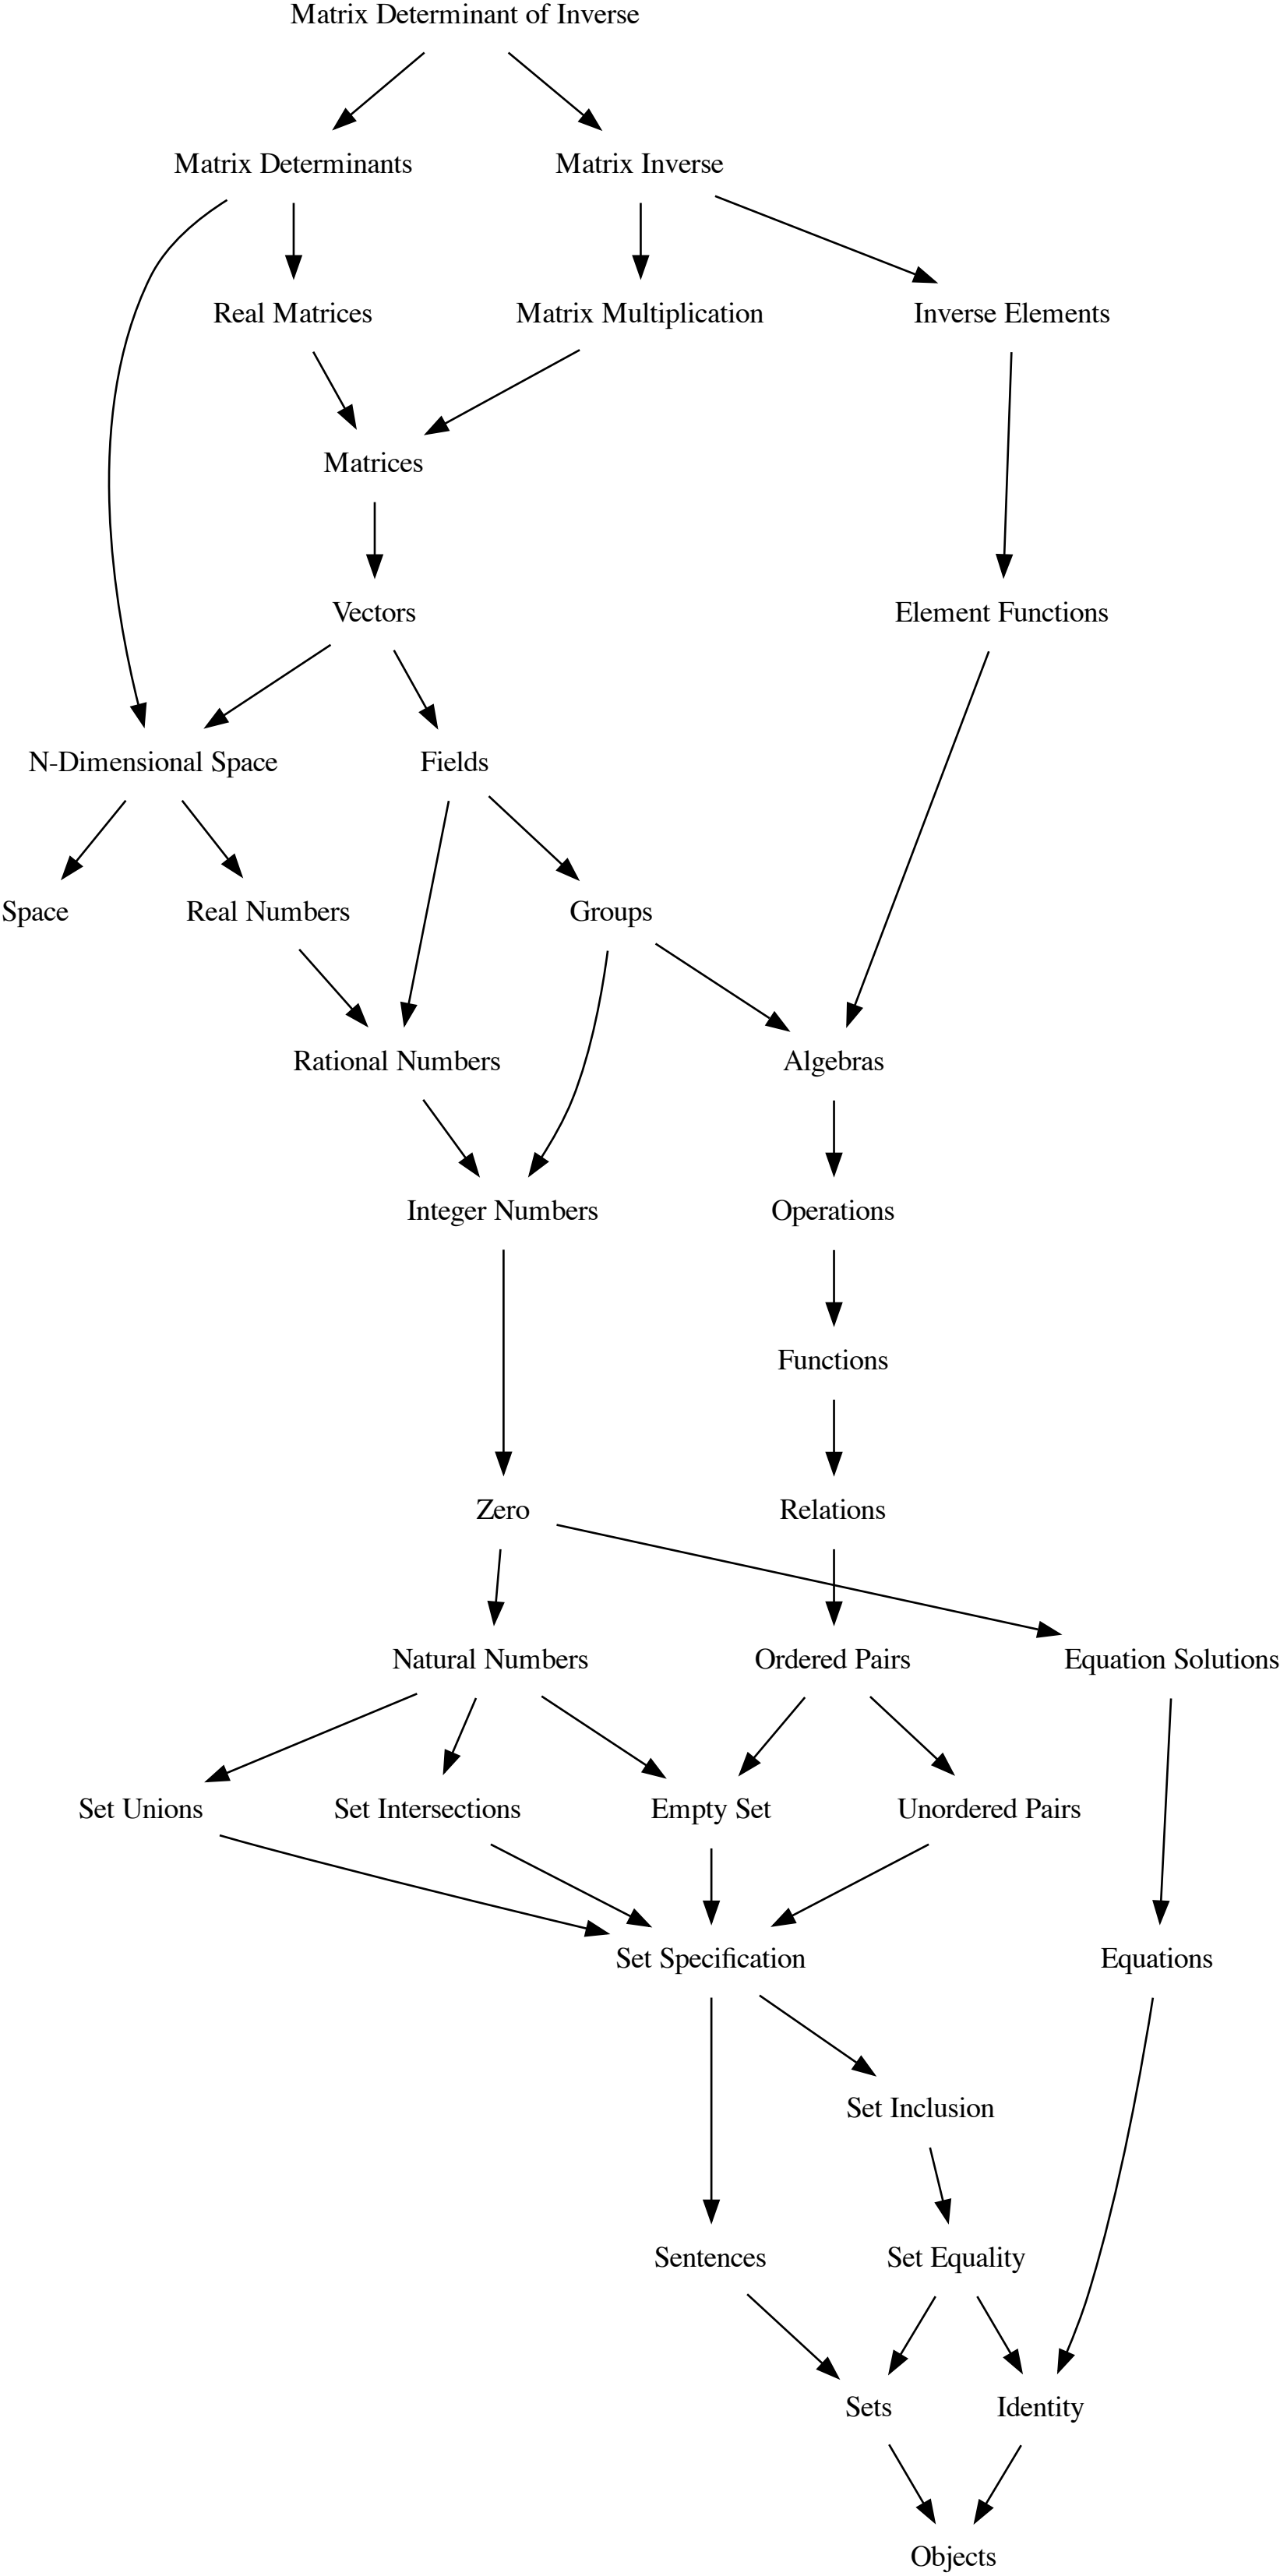 Matrix Determinant of Inverse
Matrix Determinants
Matrix Inverse
Real Matrices
Matrix Multiplication
Inverse Elements
Matrices
Vectors
Element Functions
N-Dimensional Space
Fields
Space
Real Numbers
Groups
Rational Numbers
Algebras
Integer Numbers
Operations
Functions
Zero
Relations
Natural Numbers
Ordered Pairs
Equation Solutions
Set Unions
Set Intersections
Empty Set
Unordered Pairs
Set Specification
Equations
Set Inclusion
Sentences
Set Equality
Sets
Identity
Objects